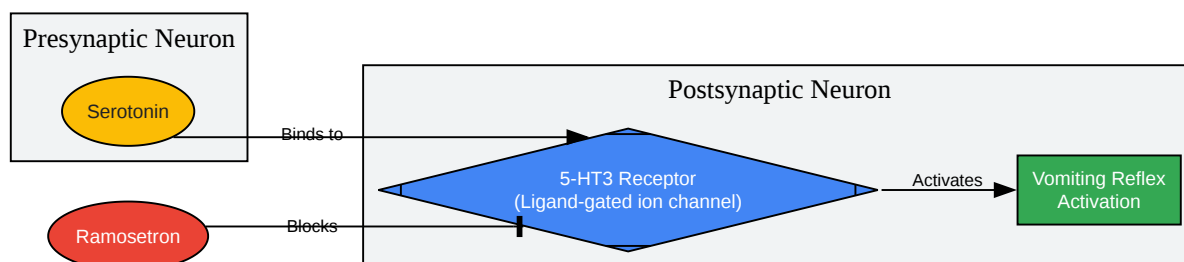 Presynaptic Neuron
Serotonin
Binds to
Postsynaptic Neuron
5-HT3 Receptor
(Ligand-gated ion channel)
Activates
Vomiting Reflex
Activation
Ramosetron
Blocks